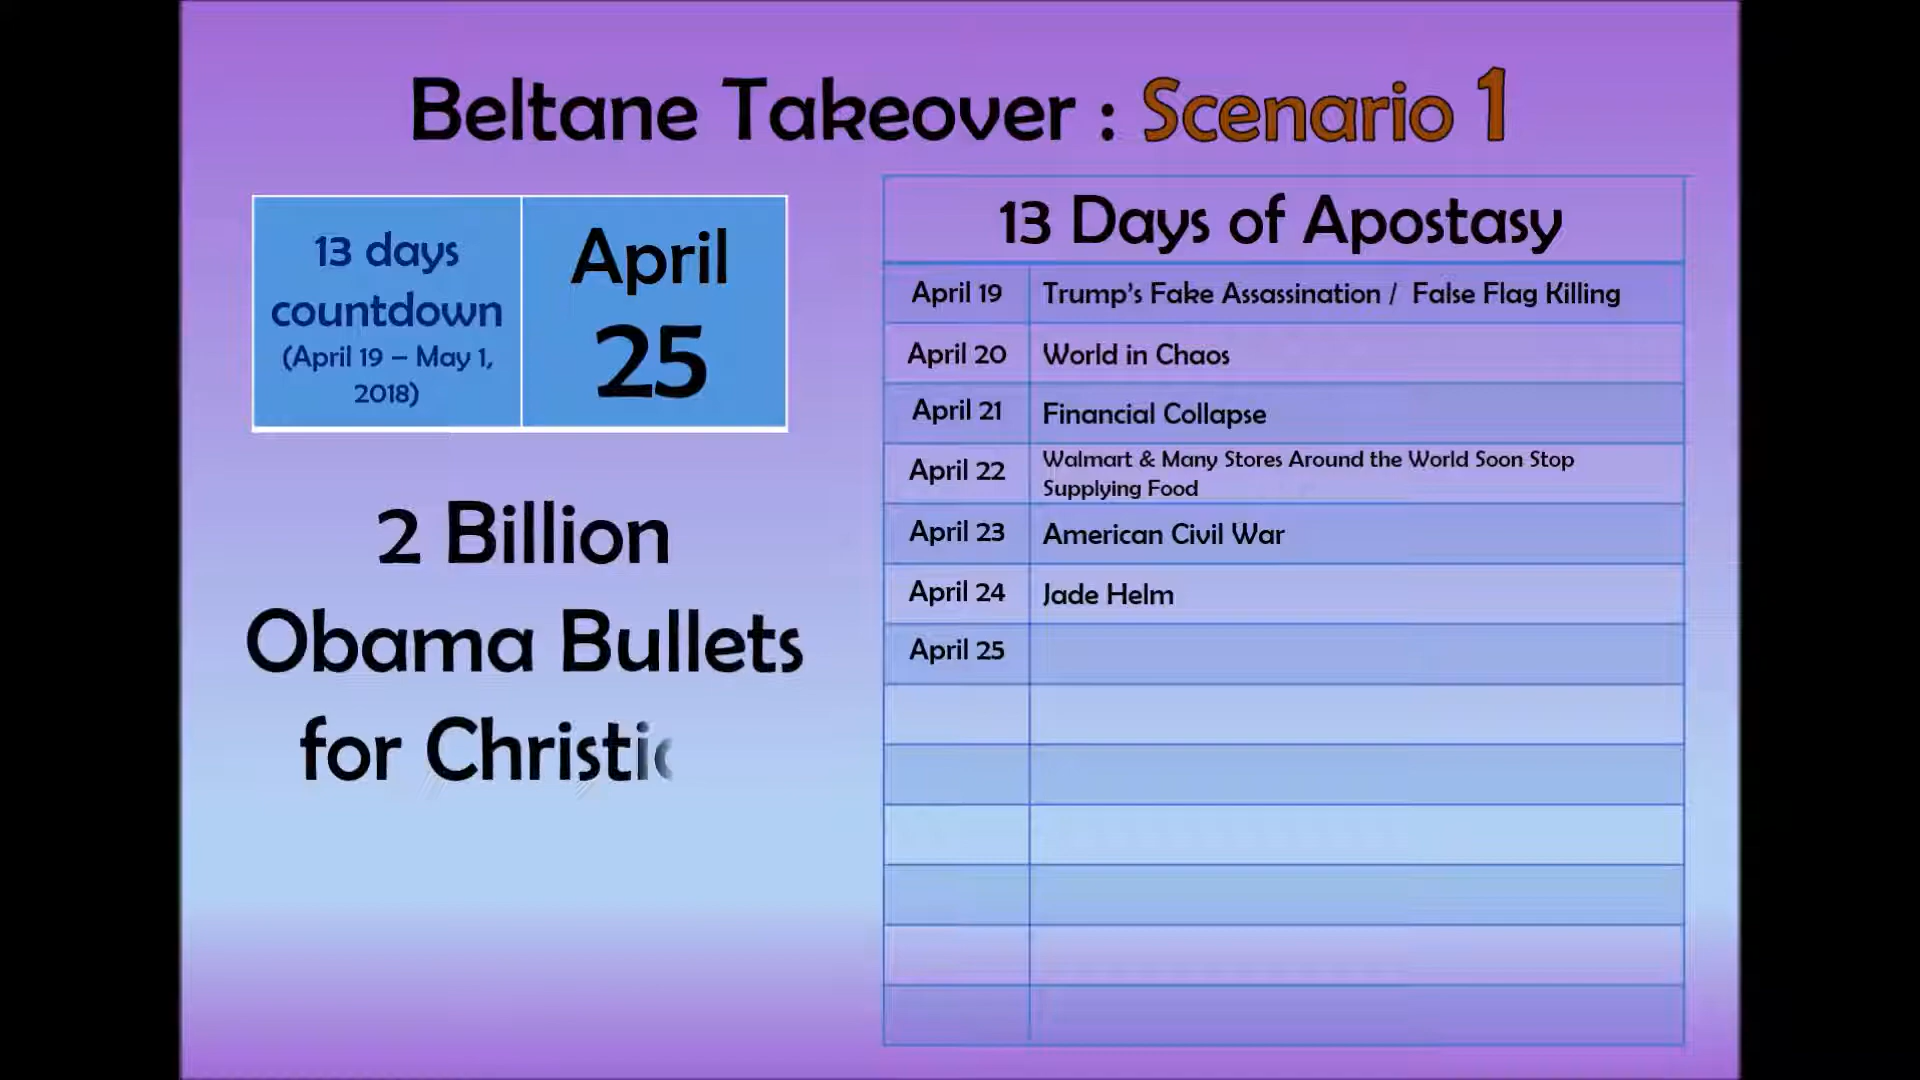 Beltane Takeover : Scenario 1
13 days
countdown
(April 19 – May 1,
2018)
April
25
2 Billion
Obama Bullets
for
13 Days of Apostasy
April 19 Trump's Fake Assassination / False Flag Killing
April 20 World in Chaos
April 21 Financial Collapse
April 22 Walmart & Many Stores Around the World Soon Stop
Supplying Food
April 23 American Civil War
April 24 Jade Helm
April 25